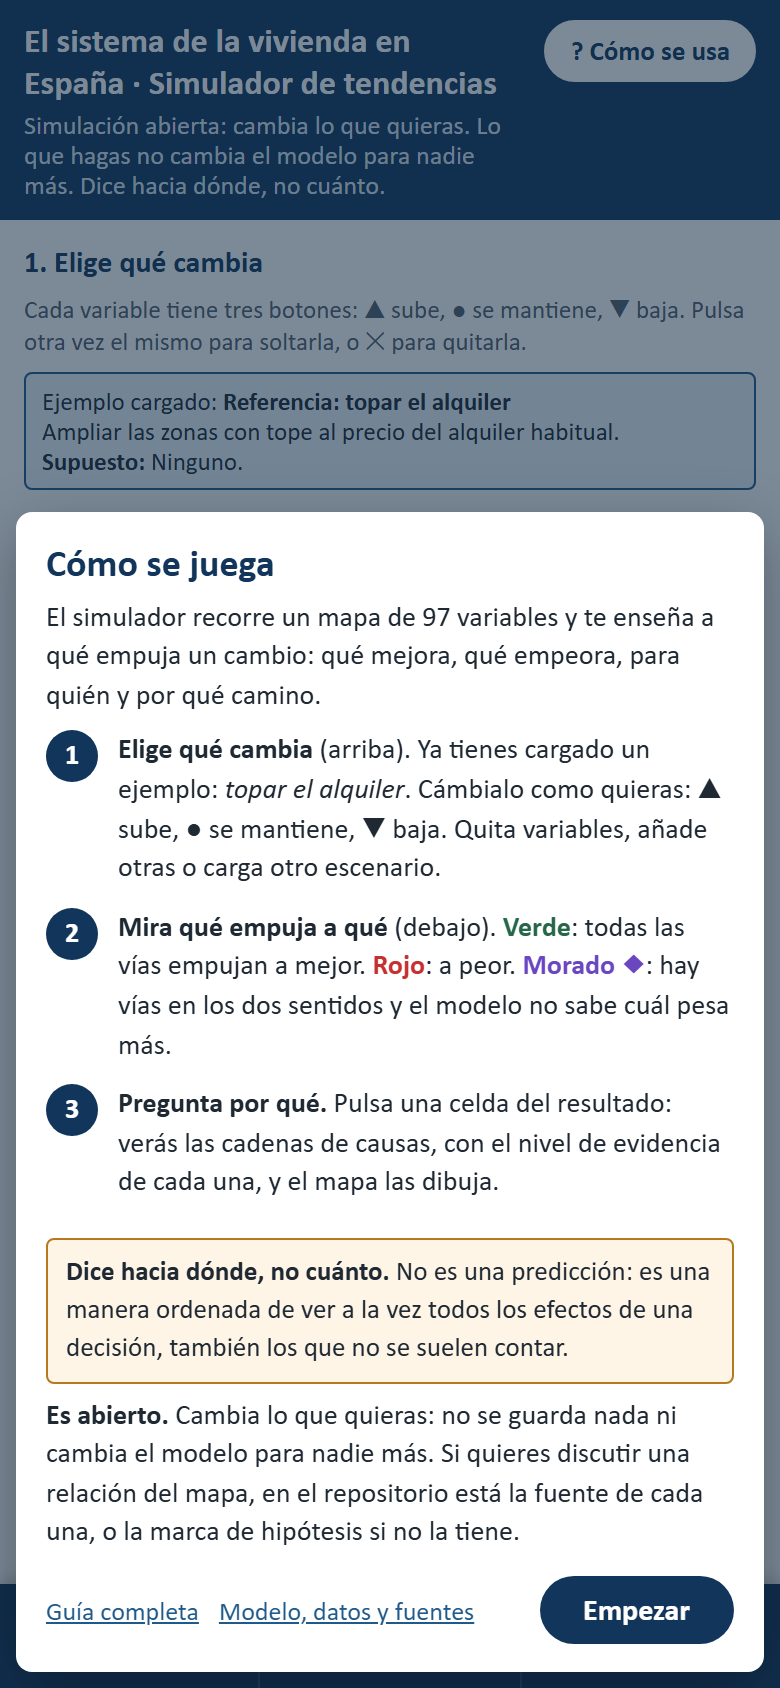 El sistema de la vivienda en
España · Simulador de tendencias
? Cómo se usa
Simulación abierta: cambia lo que quieras. Lo
que hagas no cambia el modelo para nadie
más. Dice hacia dónde, no cuánto.
1. Elige qué cambia
Cada variable tiene tres botones: ▲ sube, ● se mantiene, ▼ baja. Pulsa
otra vez el mismo para soltarla, o ✕ para quitarla.
Ejemplo cargado: Referencia: topar el alquiler
Ampliar las zonas con tope al precio del alquiler habitual.
Supuesto: Ninguno.
Cómo se juega
El simulador recorre un mapa de 97 variables y te enseña a
qué empuja un cambio: qué mejora, qué empeora, para
quién y por qué camino.
1 Elige qué cambia (arriba). Ya tienes cargado un
ejemplo: topar el alquiler. Cámbialo como quieras: ▲
sube, ● se mantiene, ▼ baja. Quita variables, añade
otras o carga otro escenario.
2 Mira qué empuja a qué (debajo). Verde: todas las
vías empujan a mejor. Rojo: a peor. Morado ◆: hay
vías en los dos sentidos y el modelo no sabe cuál pesa
más.
3 Pregunta por qué. Pulsa una celda del resultado:
verás las cadenas de causas, con el nivel de evidencia
de cada una, y el mapa las dibuja.
Dice hacia dónde, no cuánto. No es una predicción: es una
manera ordenada de ver a la vez todos los efectos de una
decisión, también los que no se suelen contar.
Es abierto. Cambia lo que quieras: no se guarda nada ni
cambia el modelo para nadie más. Si quieres discutir una
relación del mapa, en el repositorio está la fuente de cada
una, o la marca de hipótesis si no la tiene.
Guía completa Modelo, datos y fuentes Empezar